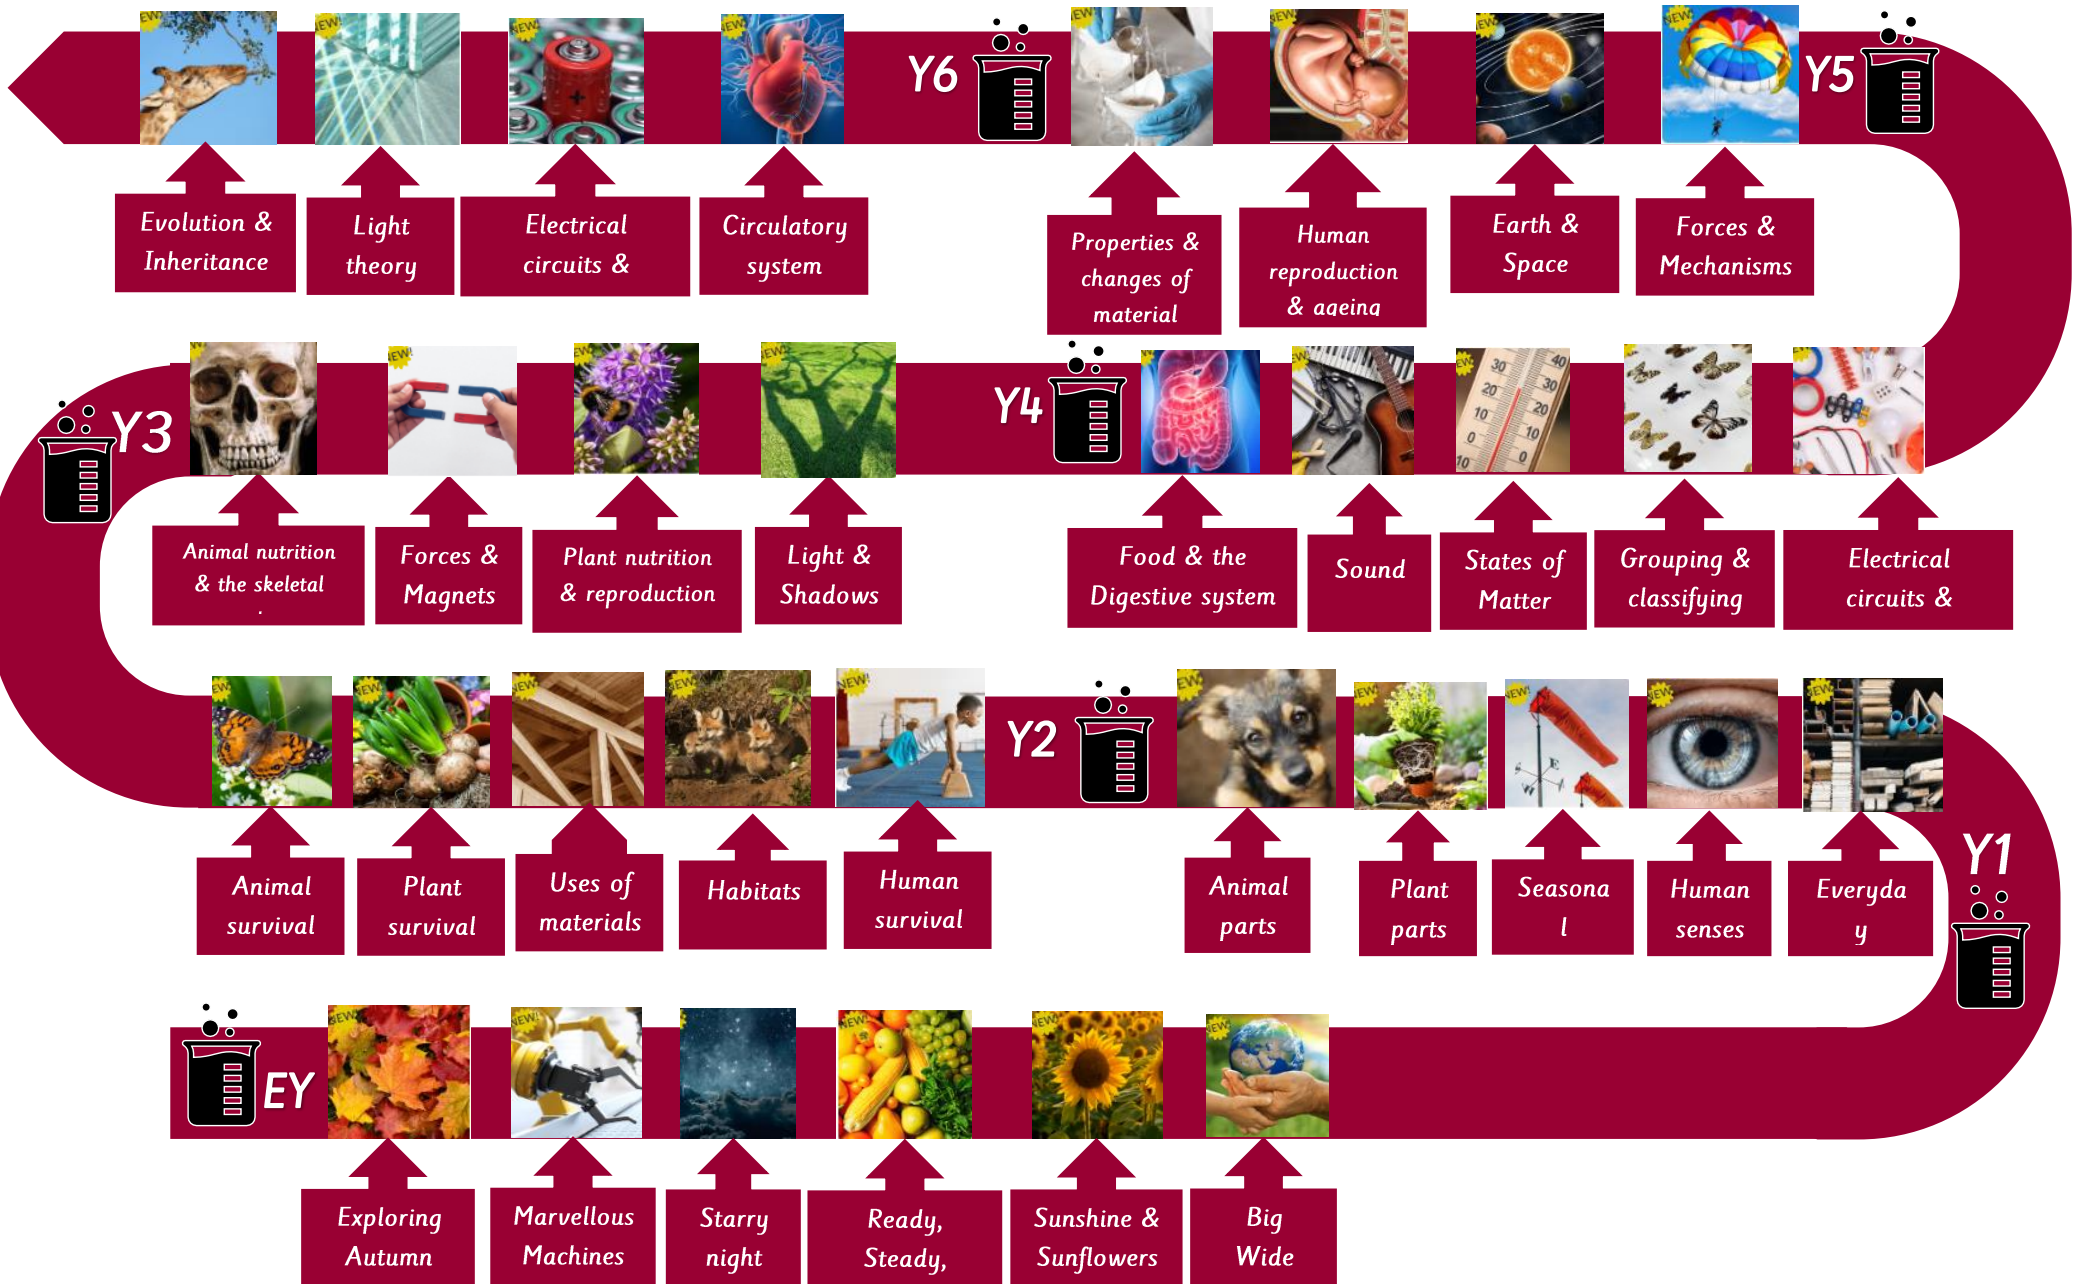 Y6
Y5
Evolution &
Inheritance
Light
theory
Electrical
circuits &
Circulatory
system
Properties &
changes of
material
Human
reproduction
& ageing
Earth &
Space
Forces &
Mechanisms
Y3
Y4
Animal nutrition
& the skeletal
Forces &
Magnets
Plant nutrition
& reproduction
Light &
Shadows
Food & the
Digestive system
Sound
States of
Matter
Grouping &
classifying
Electrical
circuits &
Y2
Y1
Animal
survival
Plant
survival
Uses of
materials
Habitats
Human
survival
Animal
parts
Plant
parts
Seasona
l
Human
senses
Everyda
y
EY
Exploring
Autumn
Marvellous
Machines
Starry
night
Ready,
Steady,
Sunshine &
Sunflowers
Big
Wide